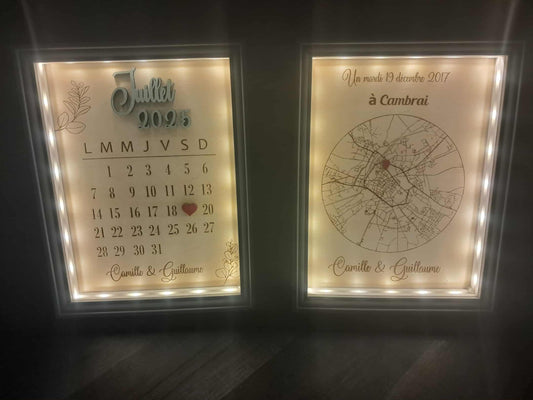 Juillet
2025
L M M J V S D
1 2 3 4 5 6
7 8 9 10 11 12 13
14 15 16 17 18 20
21 22 23 24 25 26 27
28 29 30 31
Camille & Guillaume
Un mardi 19 décembre 2017
à Cambrai
Camille & Guillaume